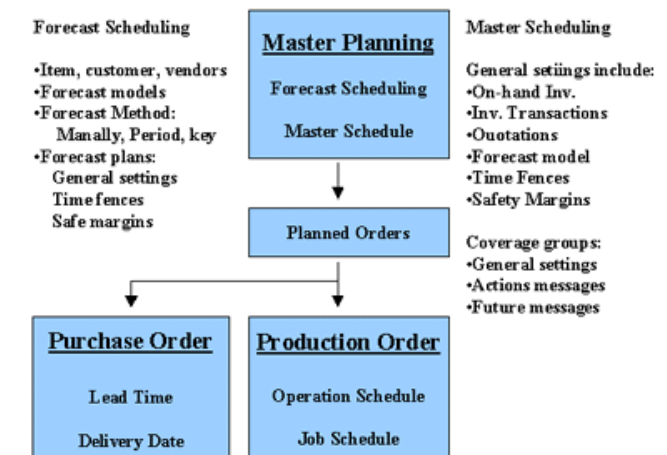 Forecast Scheduling
•Item, customer, vendors
•Forecast models
•Forecast Method:
Manally, Period, key
•Forecast plans:
General settings
Time fences
Safe margins
Master Planning
Forecast Scheduling
Master Schedule
Master Scheduling
General setiings include:
•On-hand Inv.
•Inv. Transactions
•Ouotations
•Forecast model
•Time Fences
•Safety Margins
Coverage groups:
•General settings
•Actions messages
•Future messages
Planned Orders
Purchase Order
Lead Time
Delivery Date
Production Order
Operation Schedule
Job Schedule